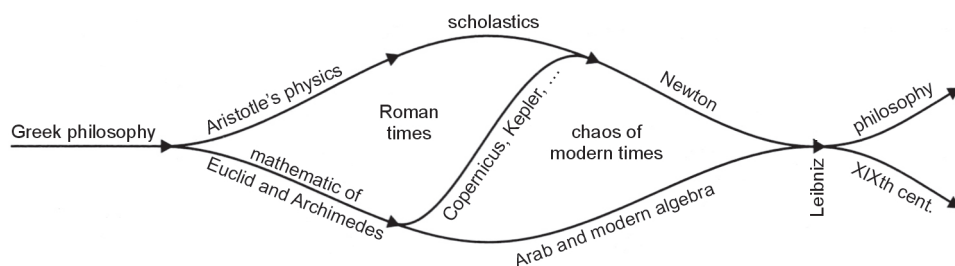 scholastics
Greek philosophy
Aristotle's physics
mathematic of
Euclid and Archimedes
Roman
times
Copernicus, Kepler, ...
chaos of
modern times
Newton
Arab and modern algebra
Leibniz
philosophy
XIXth cent.